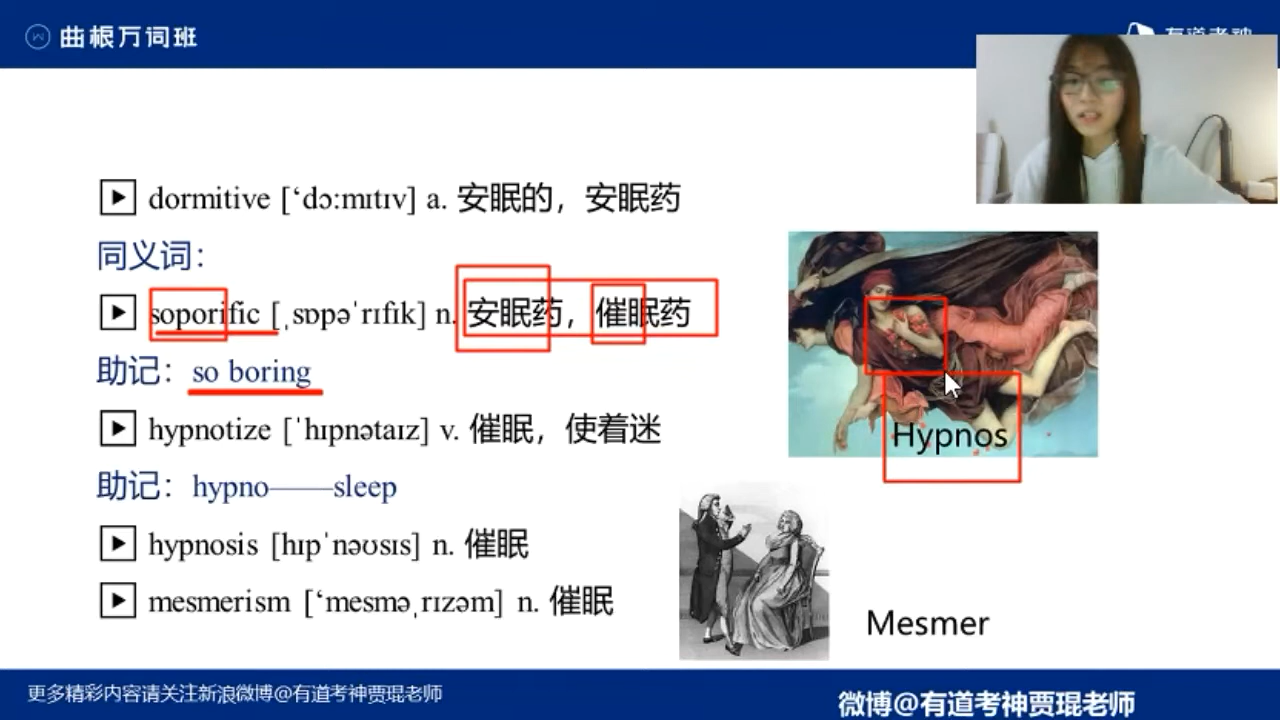 曲根万词班
有道考神
dormitive [‘dɔ:mɪtɪv] a. 安眠的，安眠药
同义词：
soporific [ˌsɒpəˈrɪfɪk] n. 安眠药，催眠药
助记：so boring
hypnotize [ˈhɪpnətaɪz] v. 催眠，使着迷
Hypnos
助记：hypno——sleep
hypnosis [hɪpˈnəʊsɪs] n. 催眠
mesmerism [‘mesməˌrɪzəm] n. 催眠
Mesmer
更多精彩内容请关注新浪微博@有道考神贾琨老师
微博@有道考神贾琨老师